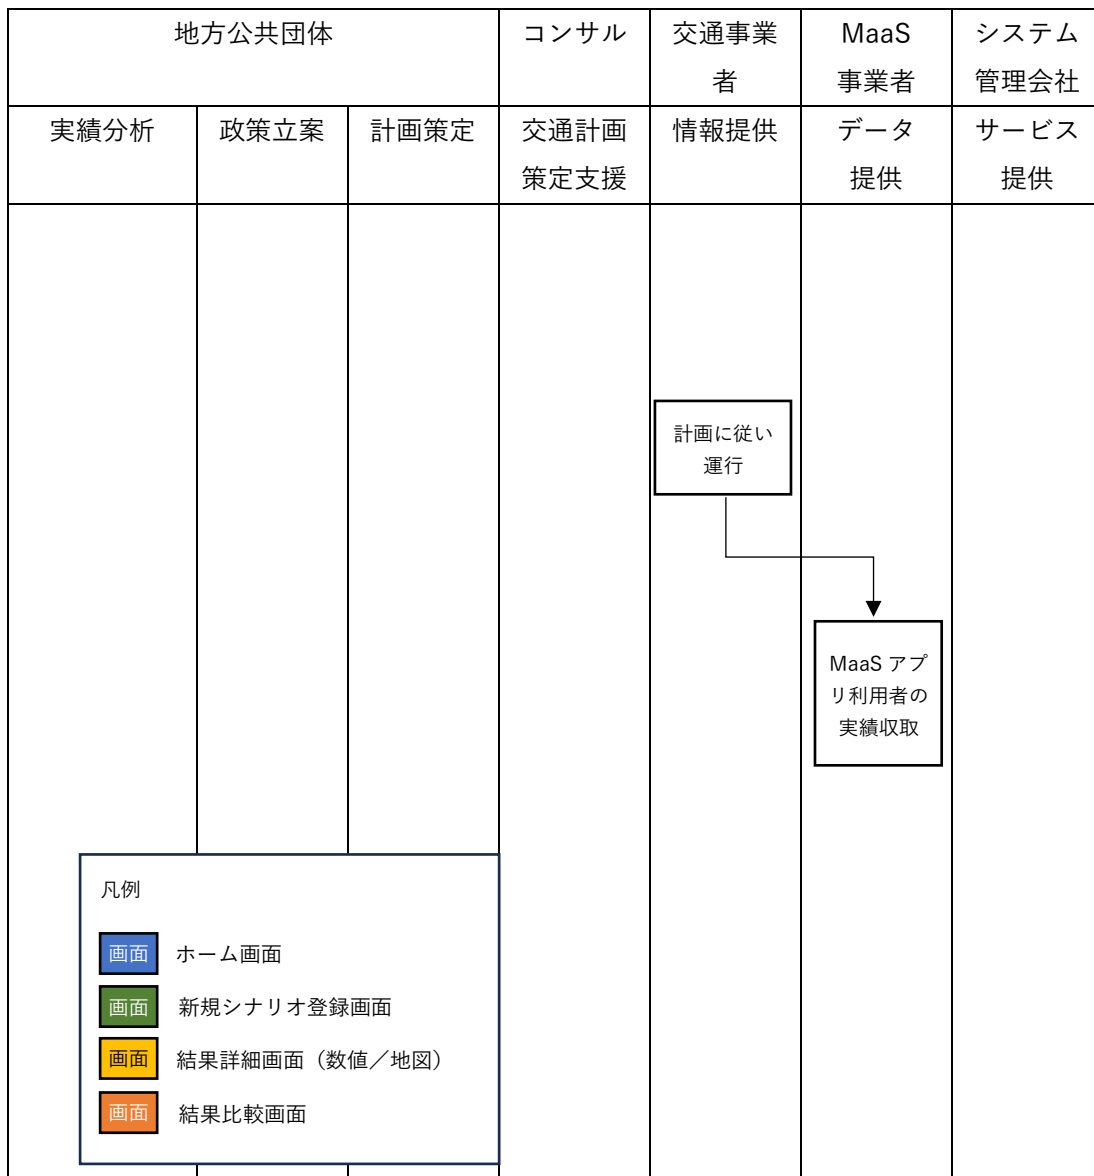 地方公共団体
コンサル
交通事業
者
MaaS
事業者
システム
管理会社
実績分析
政策立案
計画策定
交通計画
策定支援
情報提供
データ
提供
サービス
提供
計画に従い
運行
MaaS アプ
リ利用者の
実績収取
凡例
画面 ホーム画面
画面 新規シナリオ登録画面
画面 結果詳細画面（数値／地図）
画面 結果比較画面